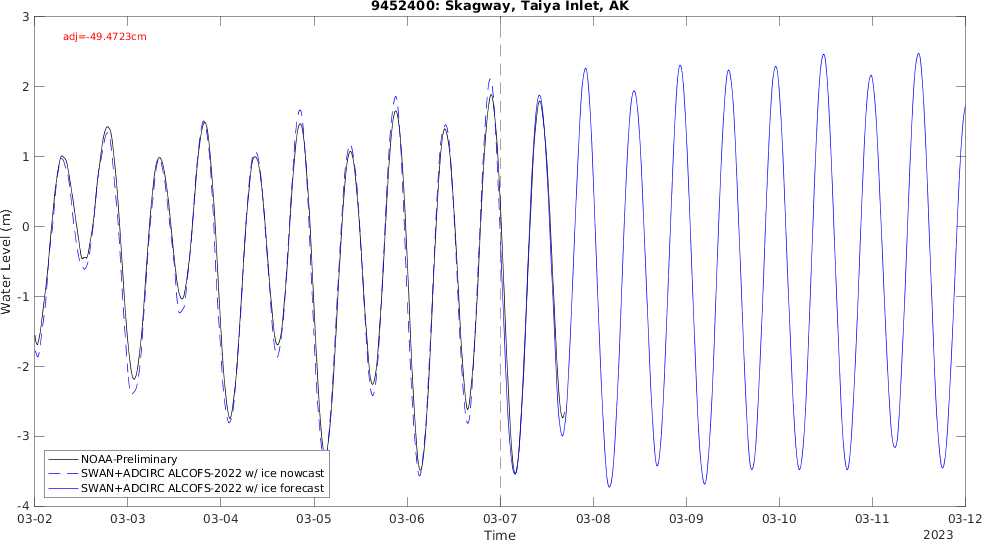 9452400: Skagway, Taiya Inlet, AK
3
adj=-49.4723cm
2
1
0
-1
-2
-3
-4
Water Level (m)
NOAA-Preliminary
SWAN+ADCIRC ALCOFS-2022 w/ ice nowcast
SWAN+ADCIRC ALCOFS-2022 w/ ice forecast
03-02 03-03 03-04 03-05 03-06 03-07 03-08 03-09 03-10 03-11 03-12
Time
2023